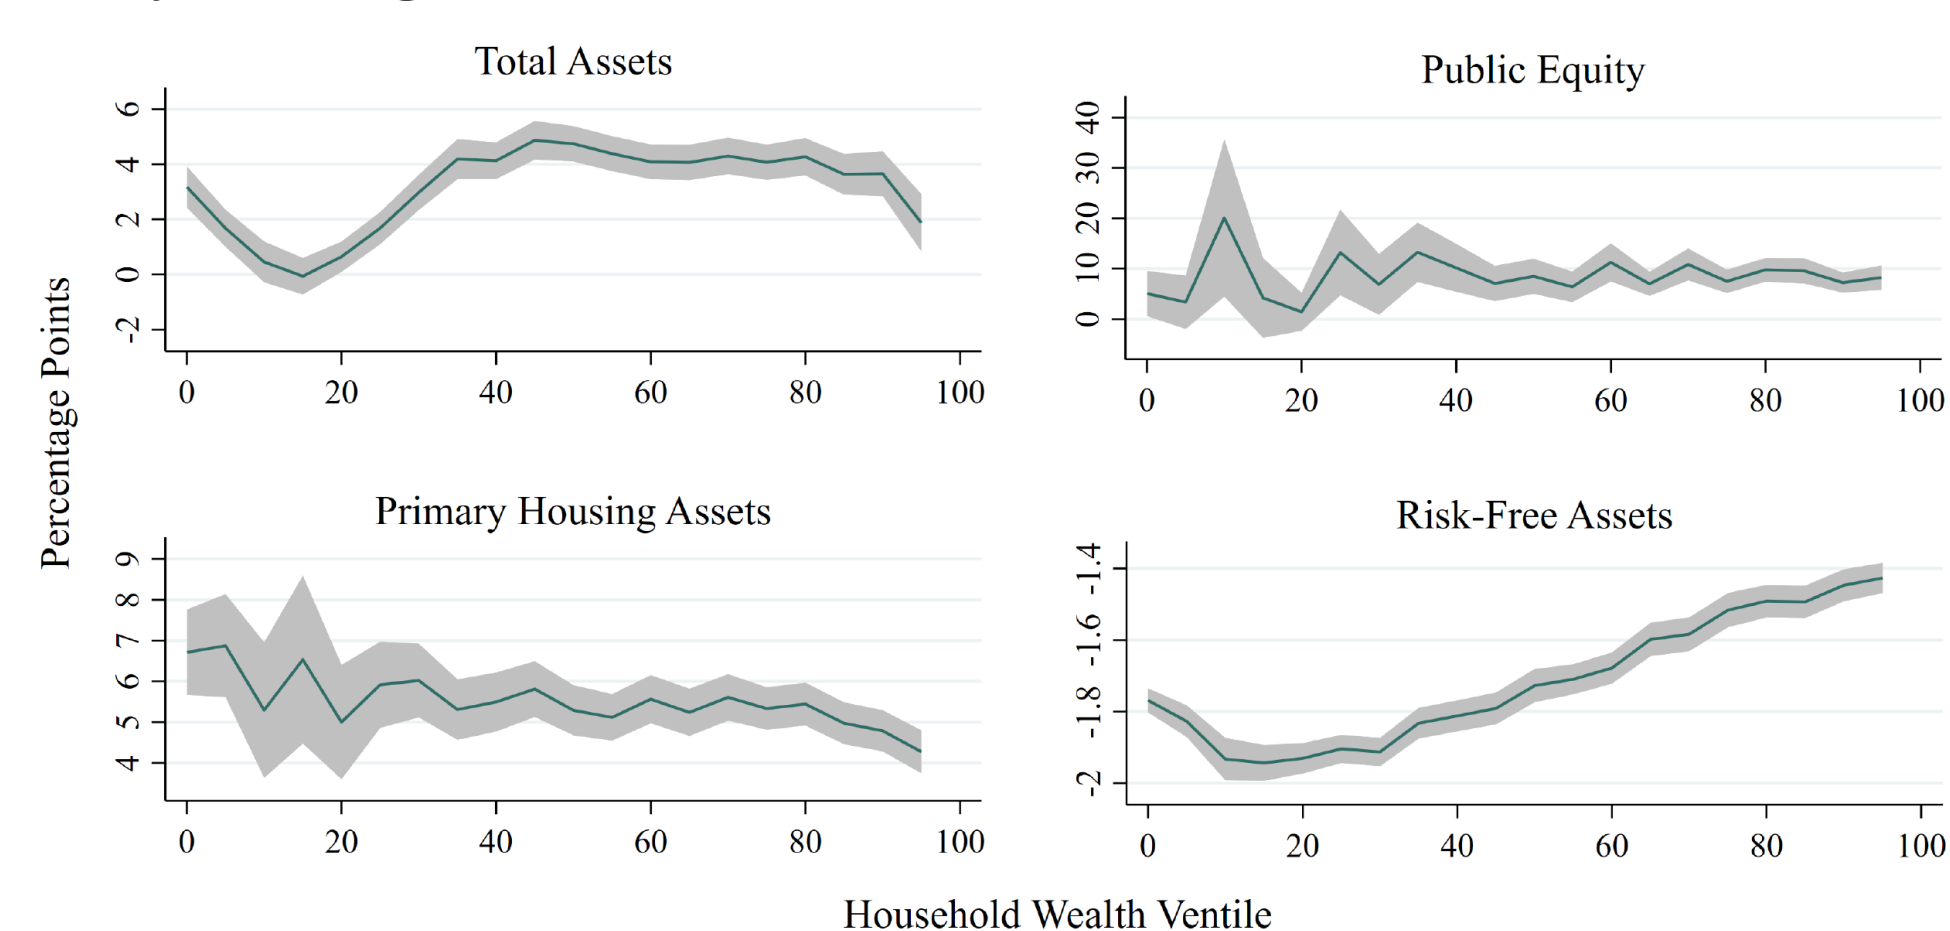 Total Assets
6
4
2
0
-2
0 20 40 60 80 100
Public Equity
40
30
20
10
0
0 20 40 60 80 100
Percentage Points
Primary Housing Assets
9
8
7
6
5
4
0 20 40 60 80 100
Risk-Free Assets
-1.4
-1.6
-1.8
-2
0 20 40 60 80 100
Household Wealth Ventile